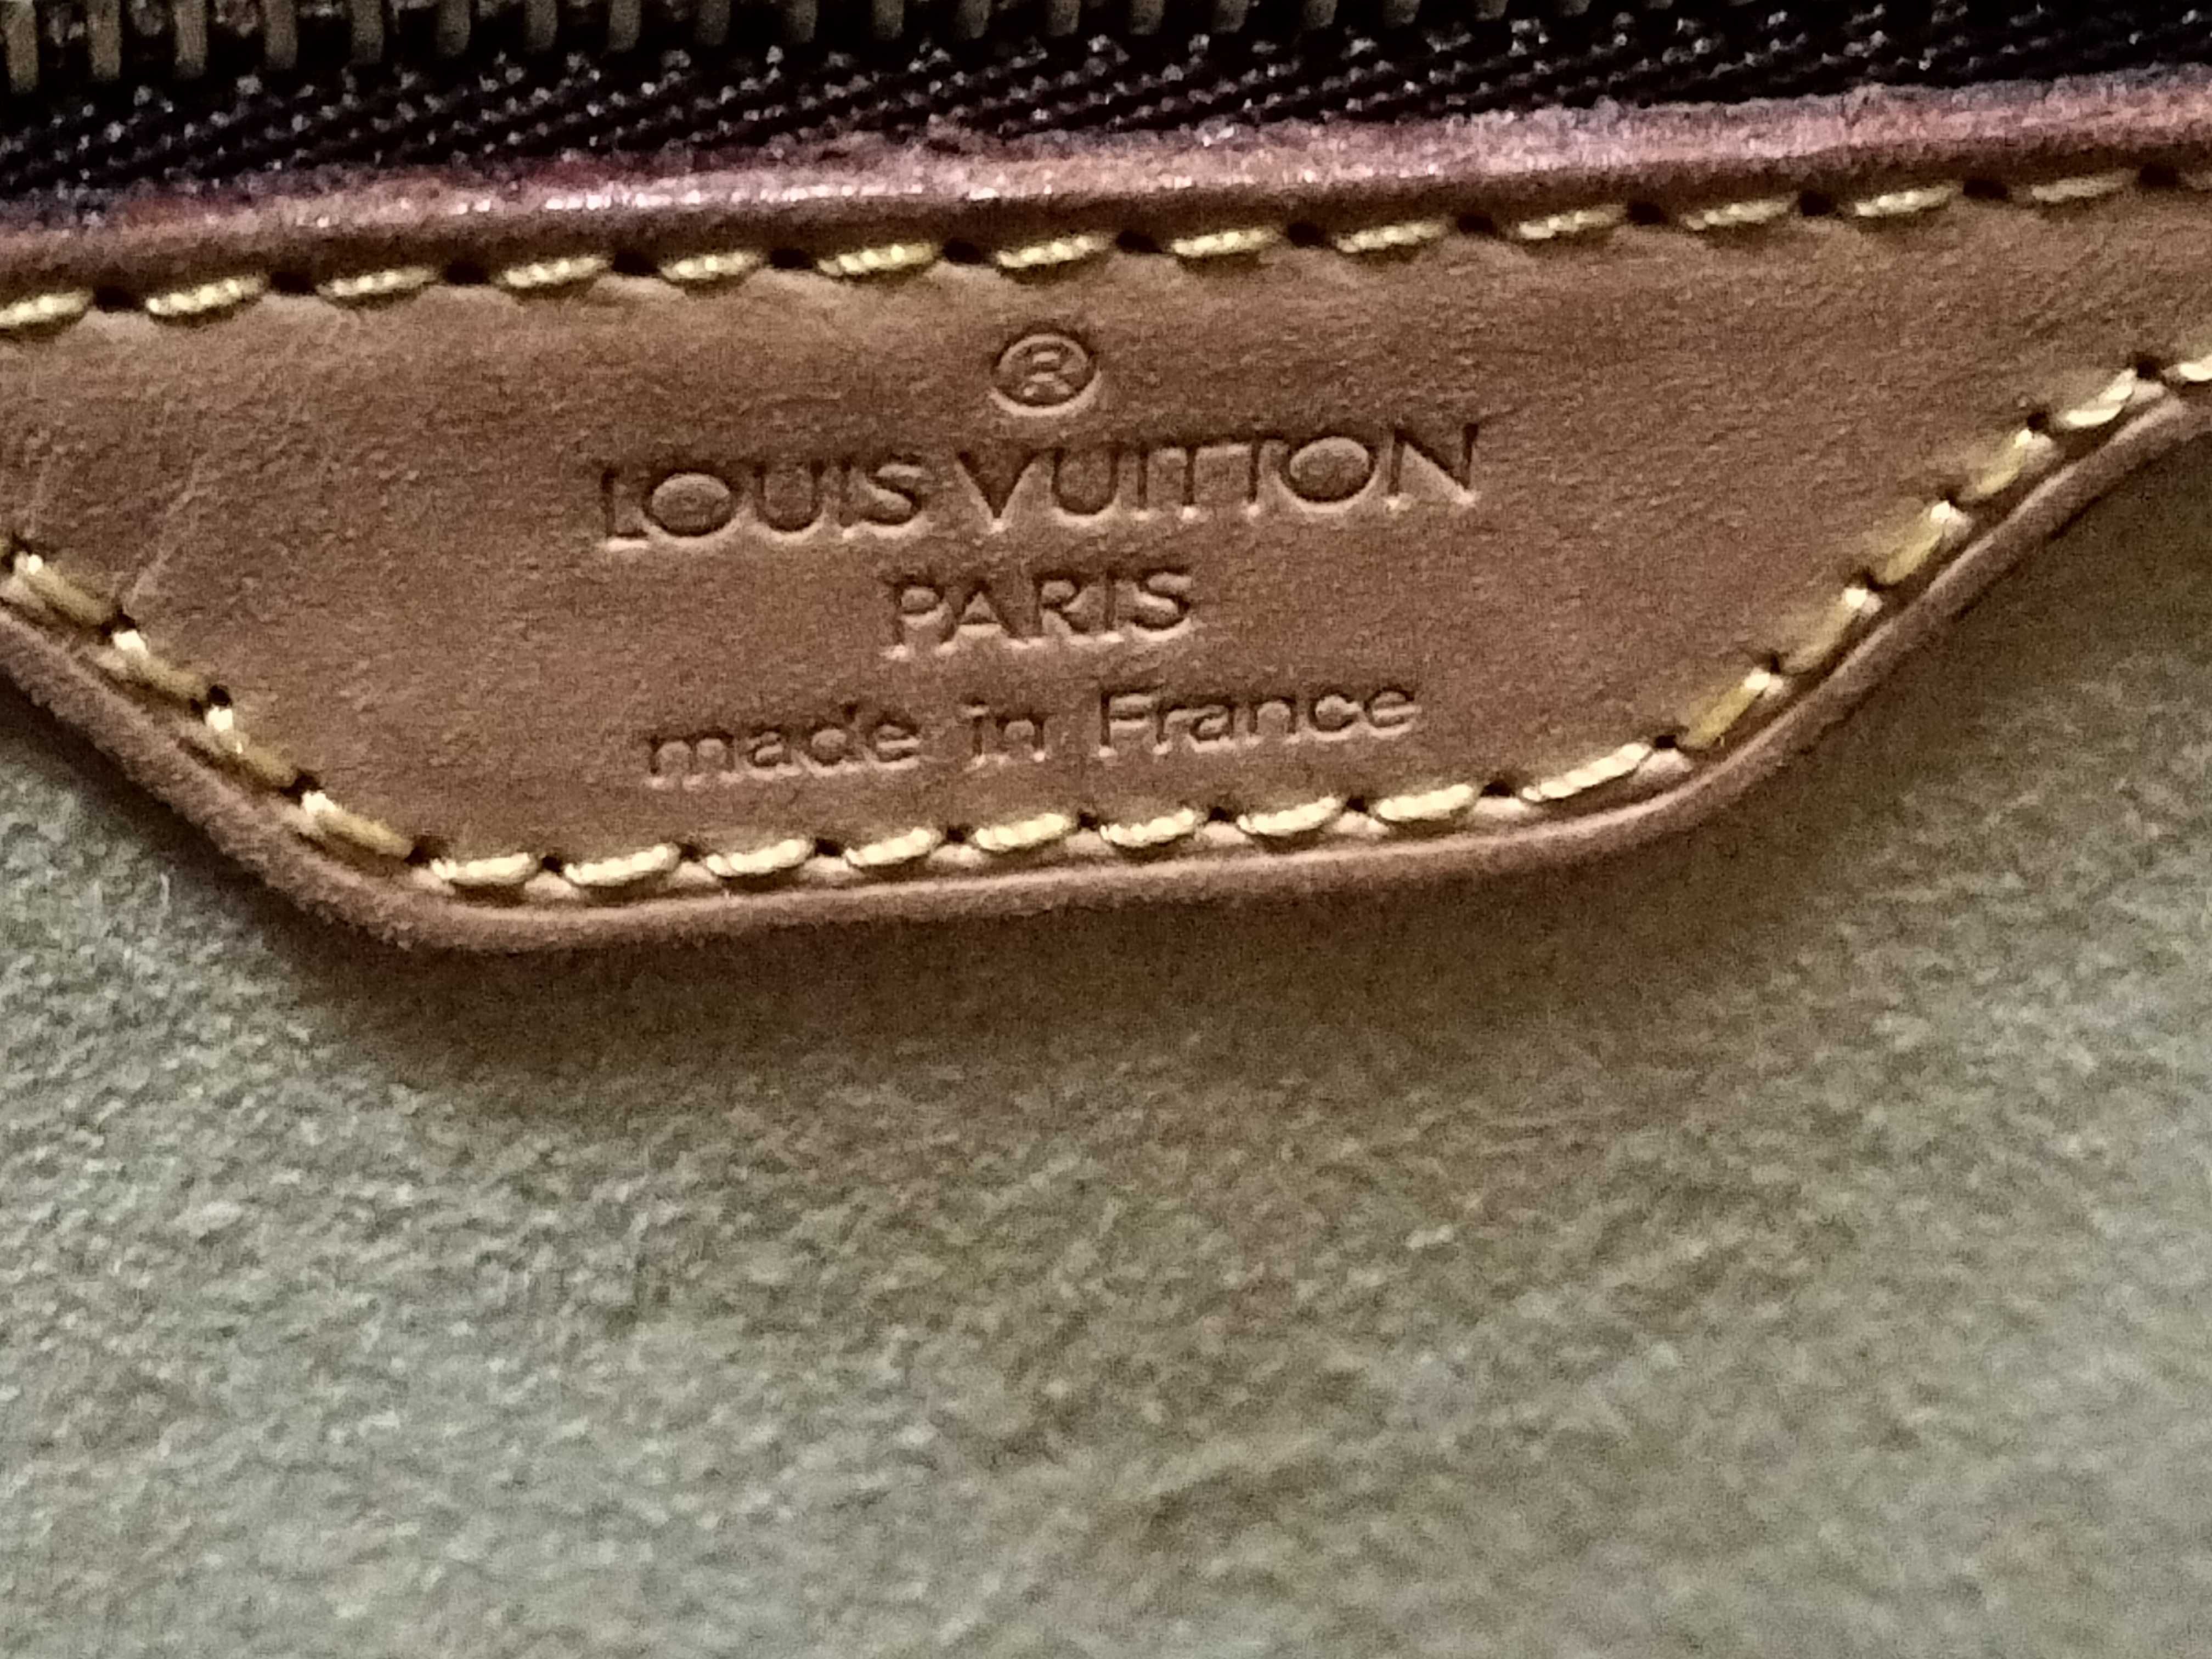 ®
LOUIS VUITTON
PARIS
made in France